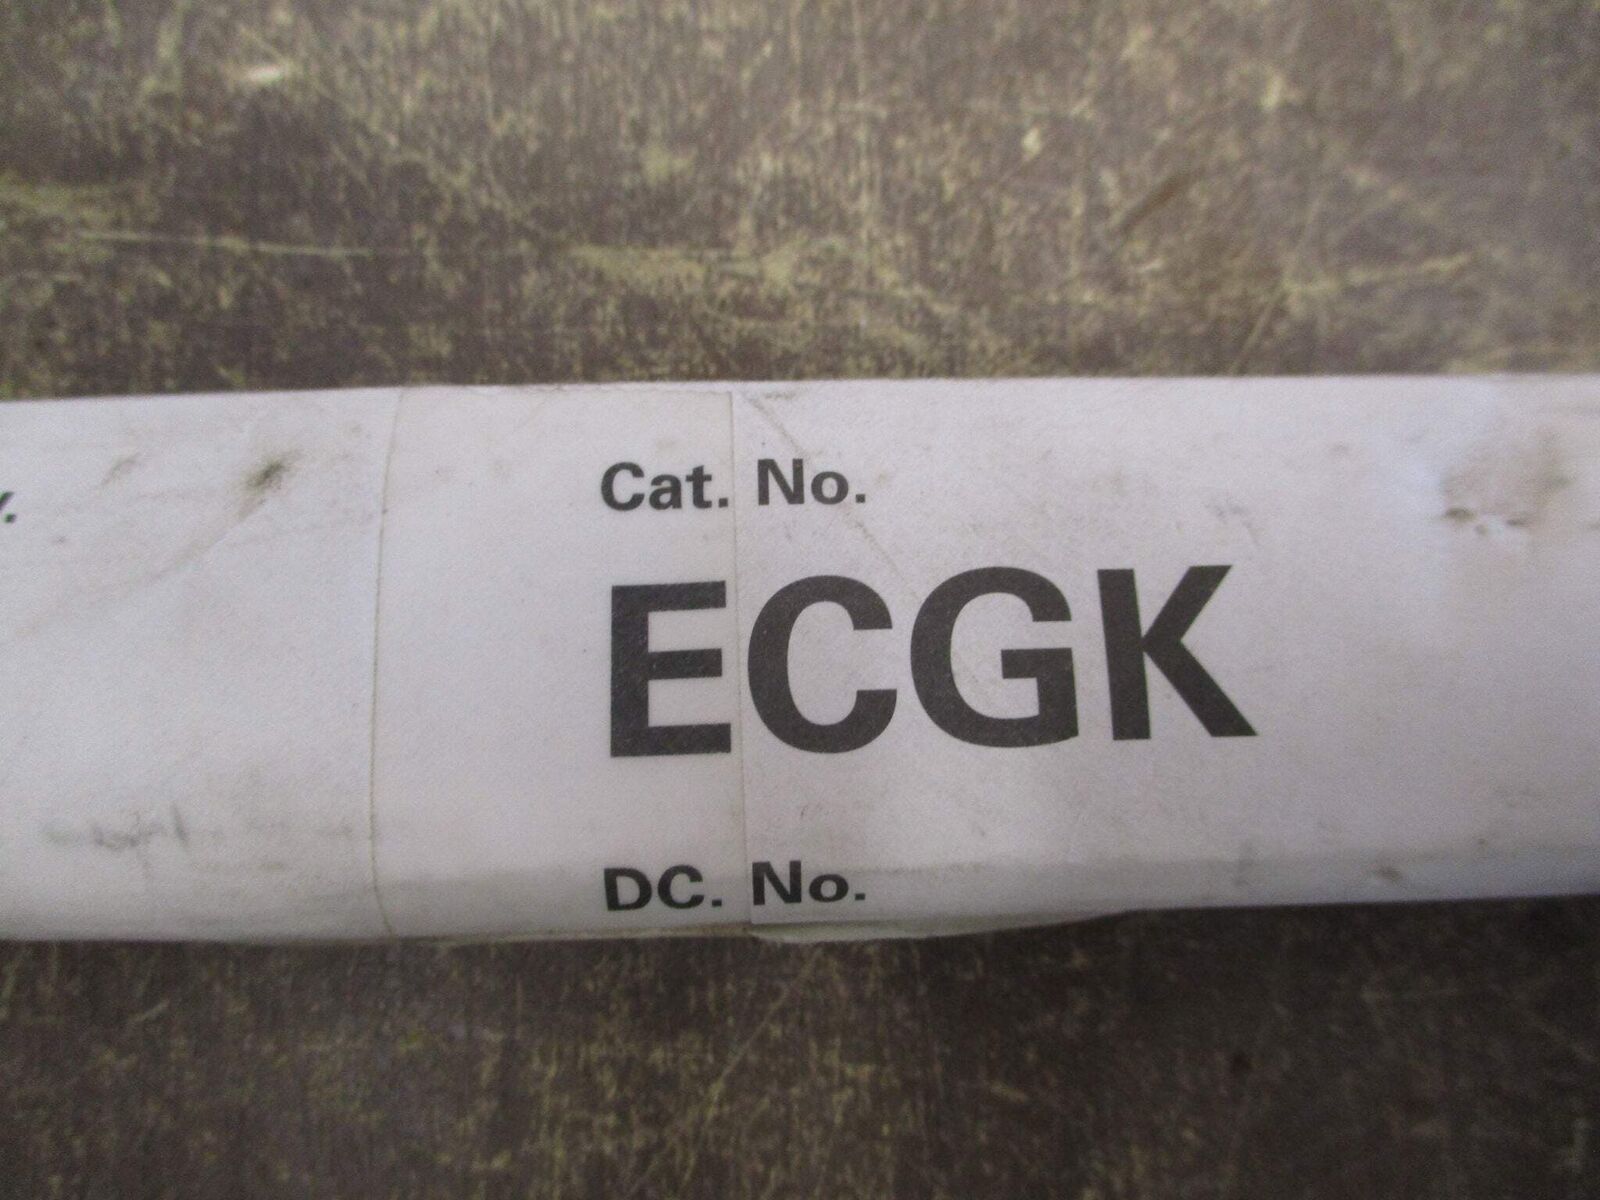 Cat. No.
ECGK
DC. No.